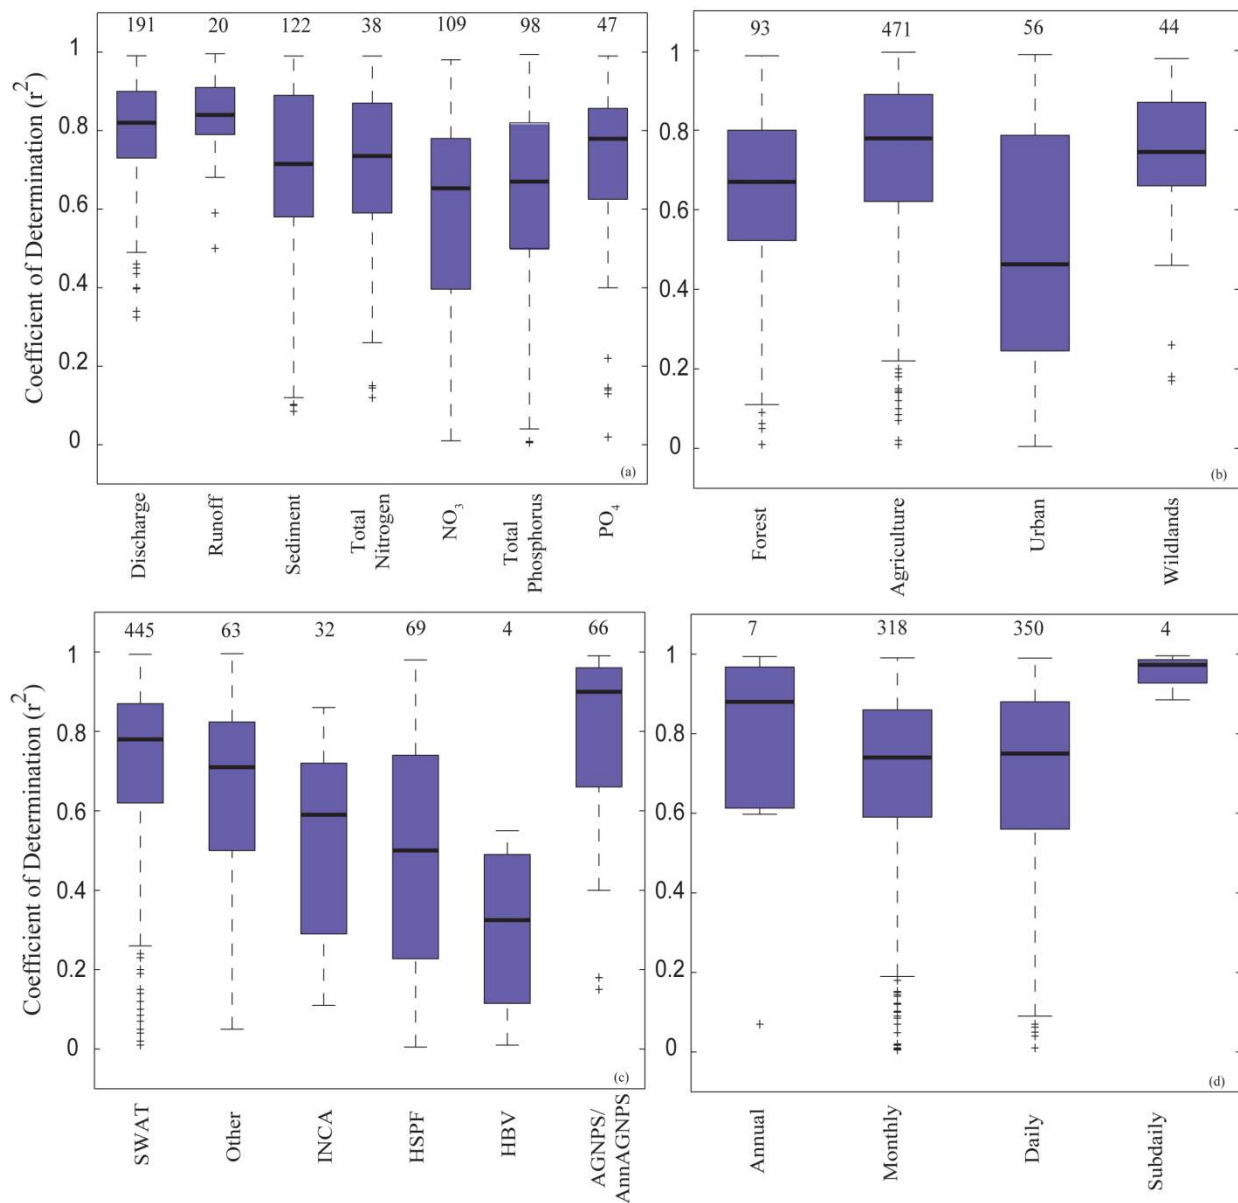 191 20 122 38 109 98 47
1
0.8
0.6
0.4
0.2
0
Coefficient of Determination (r²)
(a)
Discharge
Runoff
Sediment
Total
Nitrogen
NO₃
Total
Phosphorus
PO₄
93 471 56 44
1
0.8
0.6
0.4
0.2
0
(b)
Forest
Agriculture
Urban
Wildlands
445 63 32 69 4 66
1
0.8
0.6
0.4
0.2
0
Coefficient of Determination (r²)
(c)
SWAT
Other
INCA
HSPF
HBV
AGNPS/
AnnAGNPS
7 318 350 4
1
0.8
0.6
0.4
0.2
0
(d)
Annual
Monthly
Daily
Subdaily